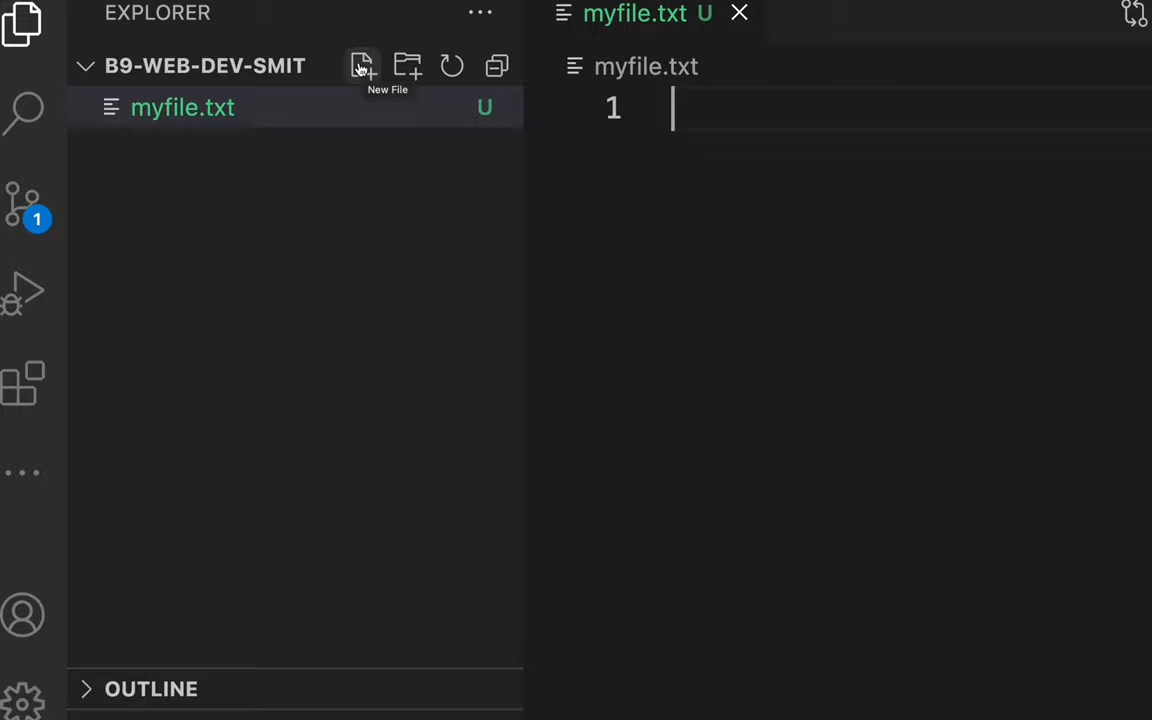 EXPLORER
myfile.txt U
B9-WEB-DEV-SMIT
myfile.txt
New File
myfile.txt U
1
1
OUTLINE